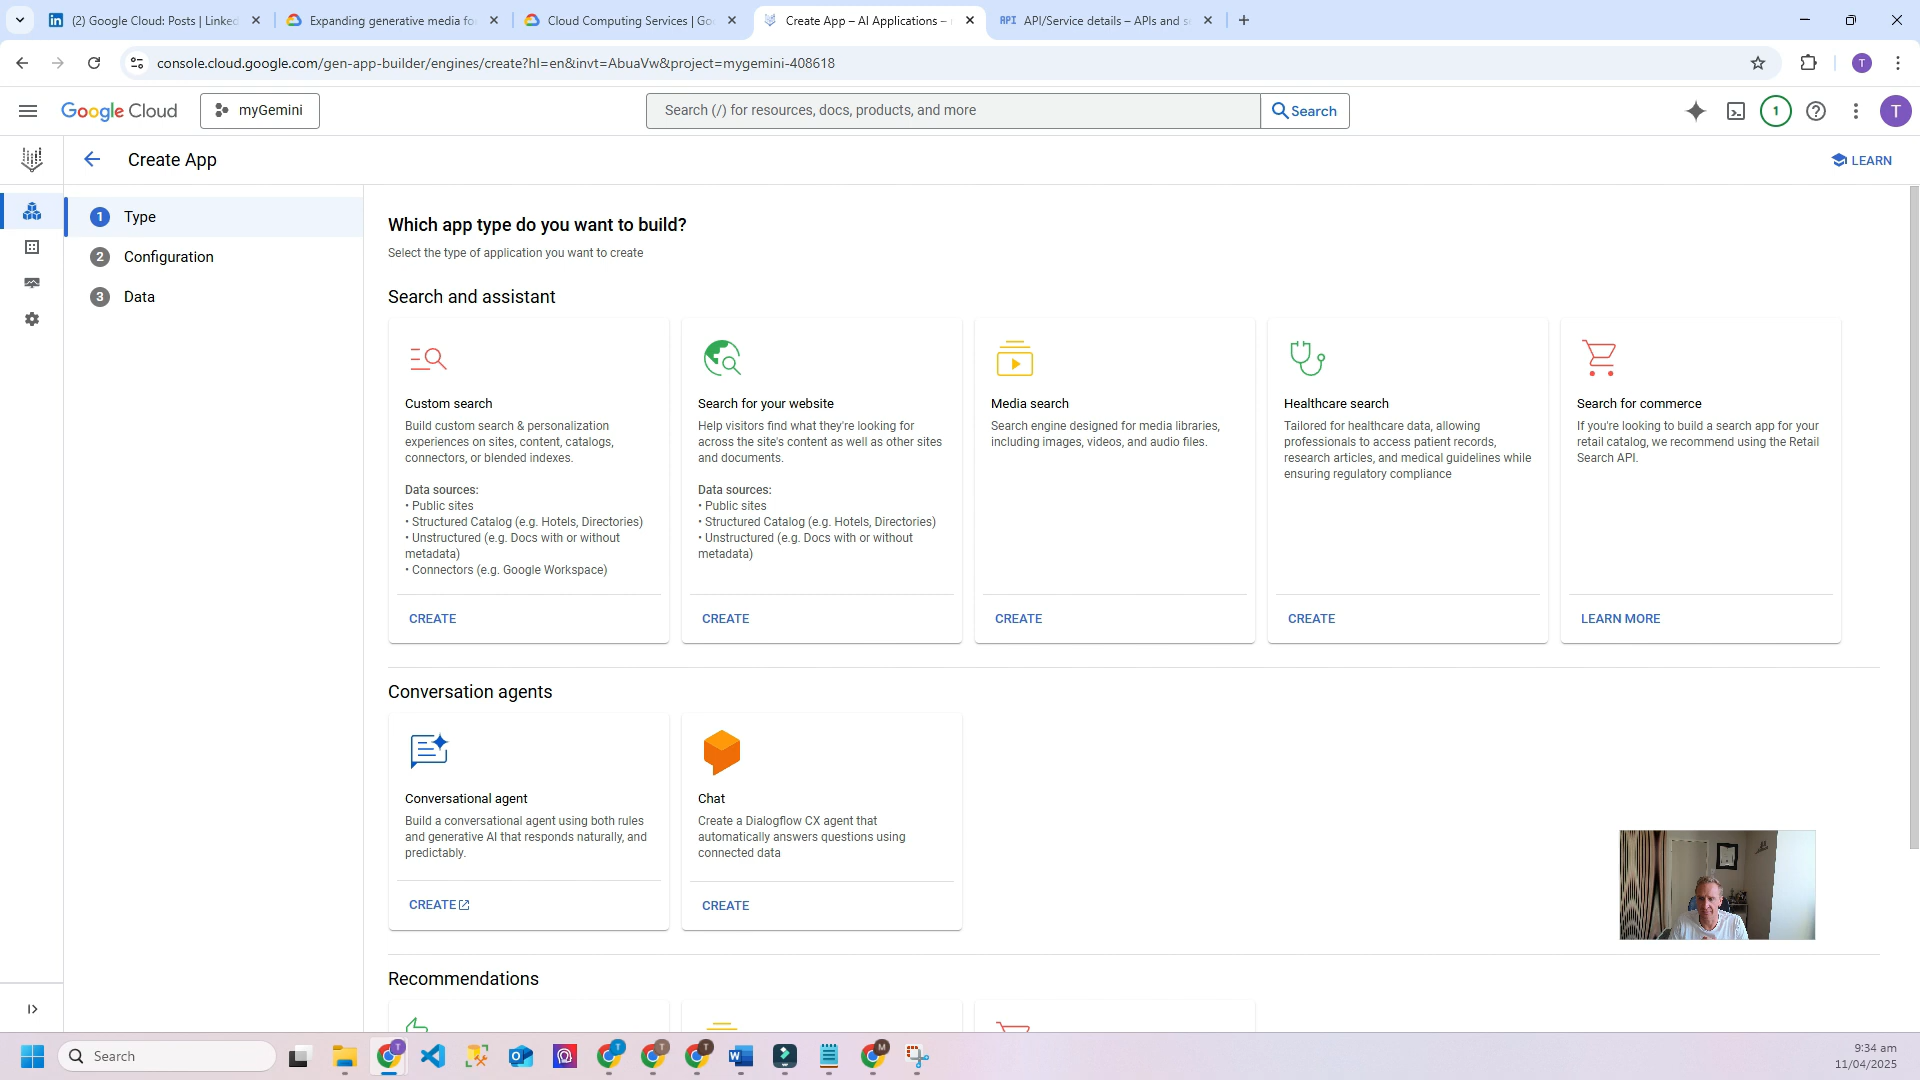 (2) Google Cloud: Posts | Linked
Expanding generative media fo
Cloud Computing Services | Go
Create App – AI Applications –
API API/Service details – APIs and s
console.cloud.google.com/gen-app-builder/engines/create?hl=en&invt=AbuaVw&project=mygemini-408618
T
Google Cloud
myGemini
Search (/) for resources, docs, products, and more
Search
1
T
Create App
LEARN
1 Type
2 Configuration
3 Data
Which app type do you want to build?
Select the type of application you want to create
Search and assistant
Custom search
Build custom search & personalization
experiences on sites, content, catalogs,
connectors, or blended indexes.
Data sources:
• Public sites
• Structured Catalog (e.g. Hotels, Directories)
• Unstructured (e.g. Docs with or without
metadata)
• Connectors (e.g. Google Workspace)
CREATE
Search for your website
Help visitors find what they're looking for
across the site's content as well as other sites
and documents.
Data sources:
• Public sites
• Structured Catalog (e.g. Hotels, Directories)
• Unstructured (e.g. Docs with or without
metadata)
CREATE
Media search
Search engine designed for media libraries,
including images, videos, and audio files.
CREATE
Healthcare search
Tailored for healthcare data, allowing
professionals to access patient records,
research articles, and medical guidelines while
ensuring regulatory compliance
CREATE
Search for commerce
If you're looking to build a search app for your
retail catalog, we recommend using the Retail
Search API.
LEARN MORE
Conversation agents
Conversational agent
Build a conversational agent using both rules
and generative AI that responds naturally, and
predictably.
CREATE
Chat
Create a Dialogflow CX agent that
automatically answers questions using
connected data
CREATE
Recommendations
Search
9:34 am
11/04/2025